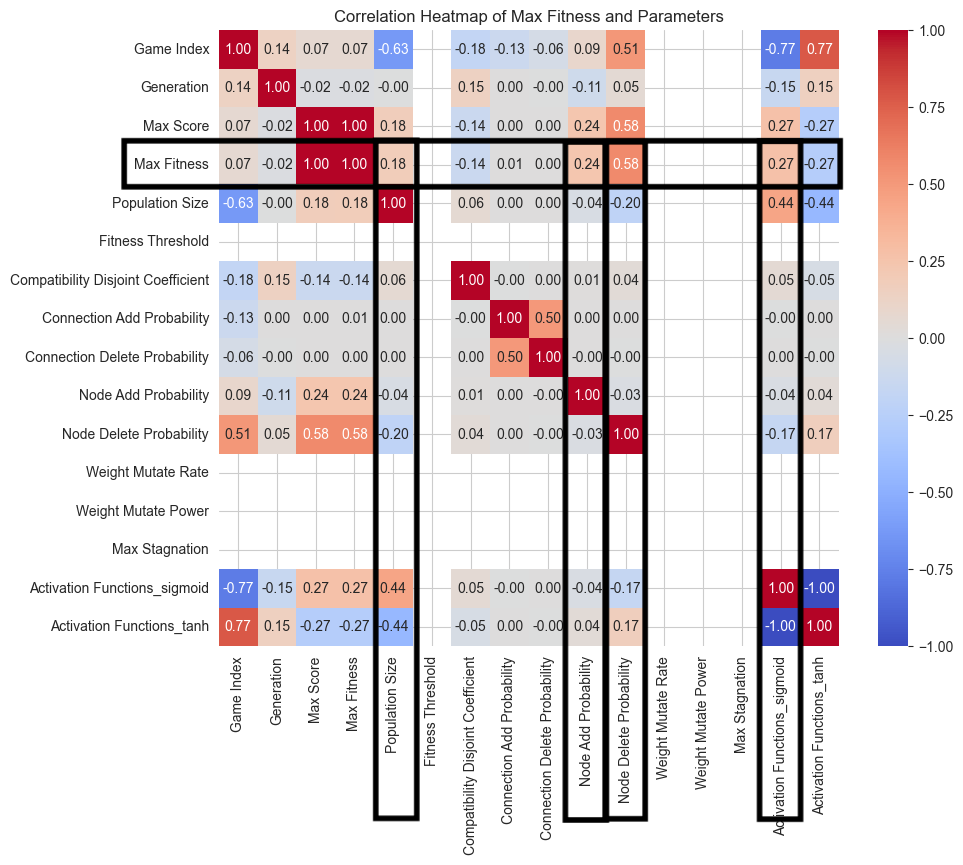 Correlation Heatmap of Max Fitness and Parameters
Game Index 1.00 0.14 0.07 0.07 -0.63 -0.18 -0.13 -0.06 0.09 0.51 -0.77 0.77
Generation 0.14 1.00 -0.02 -0.02 -0.00 0.15 0.00 -0.00 -0.11 0.05 -0.15 0.15
Max Score 0.07 -0.02 1.00 1.00 0.18 -0.14 0.00 0.00 0.24 0.58 0.27 -0.27
Max Fitness 0.07 -0.02 1.00 1.00 0.18 -0.14 0.01 0.00 0.24 0.58 0.27 -0.27
Population Size -0.63 -0.00 0.18 0.18 1.00 0.06 0.00 0.00 -0.04 -0.20 0.44 -0.44
Fitness Threshold
Compatibility Disjoint Coefficient -0.18 0.15 -0.14 -0.14 0.06 1.00 -0.00 0.00 0.01 0.04 0.05 -0.05
Connection Add Probability -0.13 0.00 0.00 0.01 0.00 -0.00 1.00 0.50 0.00 0.00 -0.00 0.00
Connection Delete Probability -0.06 -0.00 0.00 0.00 0.00 0.00 0.50 1.00 -0.00 -0.00 0.00 -0.00
Node Add Probability 0.09 -0.11 0.24 0.24 -0.04 0.01 0.00 -0.00 1.00 -0.03 -0.04 0.04
Node Delete Probability 0.51 0.05 0.58 0.58 -0.20 0.04 0.00 -0.00 -0.03 1.00 -0.17 0.17
Weight Mutate Rate
Weight Mutate Power
Max Stagnation
Activation Functions_sigmoid -0.77 -0.15 0.27 0.27 0.44 0.05 -0.00 0.00 -0.04 -0.17 1.00 -1.00
Activation Functions_tanh 0.77 0.15 -0.27 -0.27 -0.44 -0.05 0.00 -0.00 0.04 0.17 -1.00 1.00
Game Index
Generation
Max Score
Max Fitness
Population Size
Fitness Threshold
Compatibility Disjoint Coefficient
Connection Add Probability
Connection Delete Probability
Node Add Probability
Node Delete Probability
Weight Mutate Rate
Weight Mutate Power
Max Stagnation
Activation Functions_sigmoid
Activation Functions_tanh
1.00
0.75
0.50
0.25
0.00
-0.25
-0.50
-0.75
-1.00